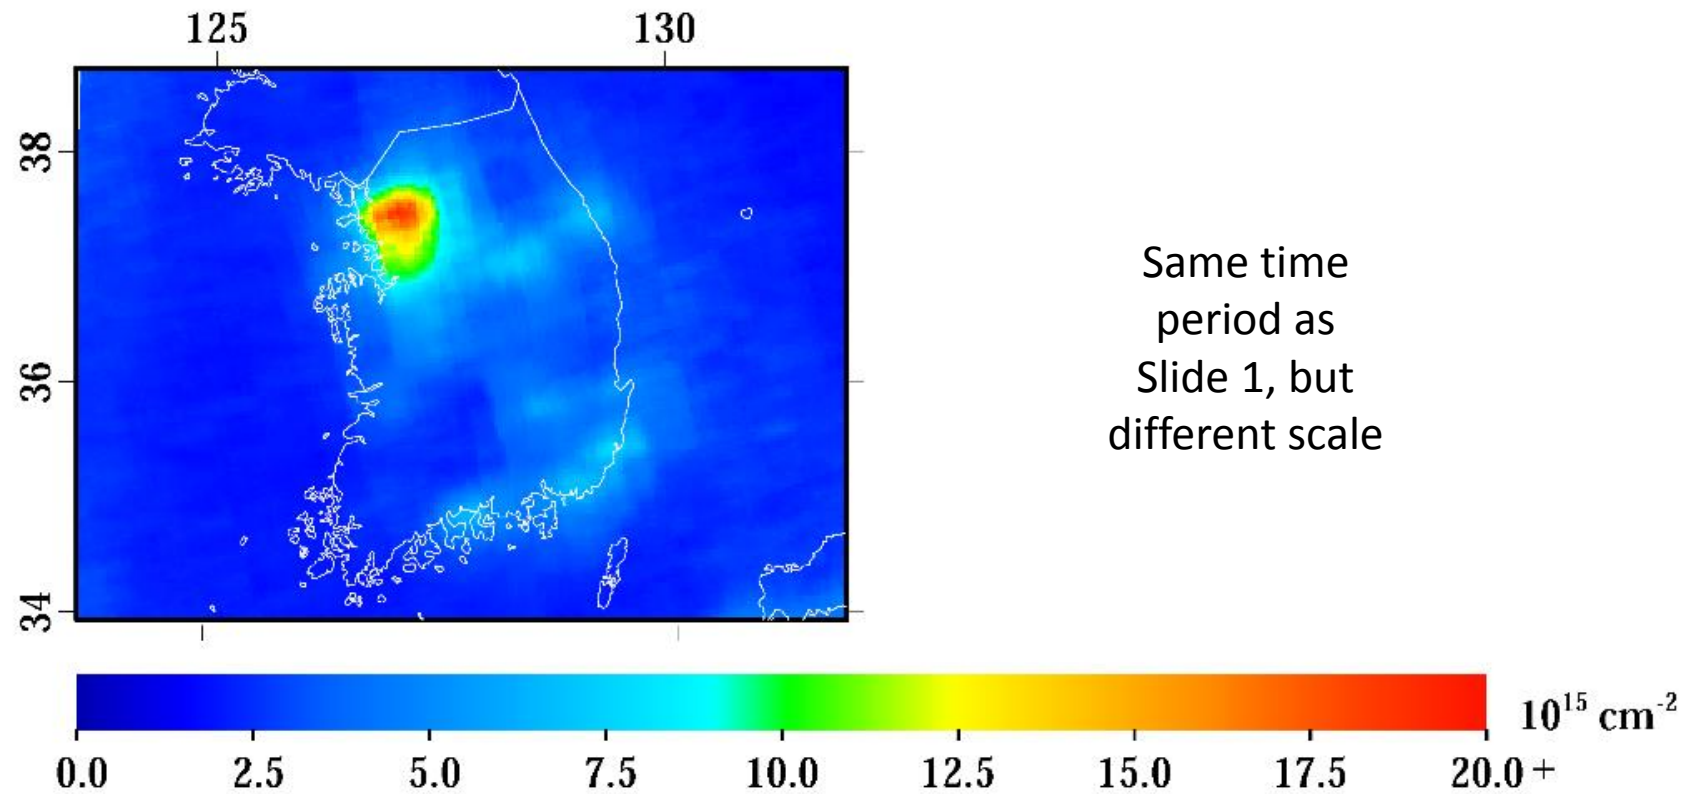 125 130
38
36
34
Same time
period as
Slide 1, but
different scale
10¹⁵ cm⁻²
0.0 2.5 5.0 7.5 10.0 12.5 15.0 17.5 20.0 +